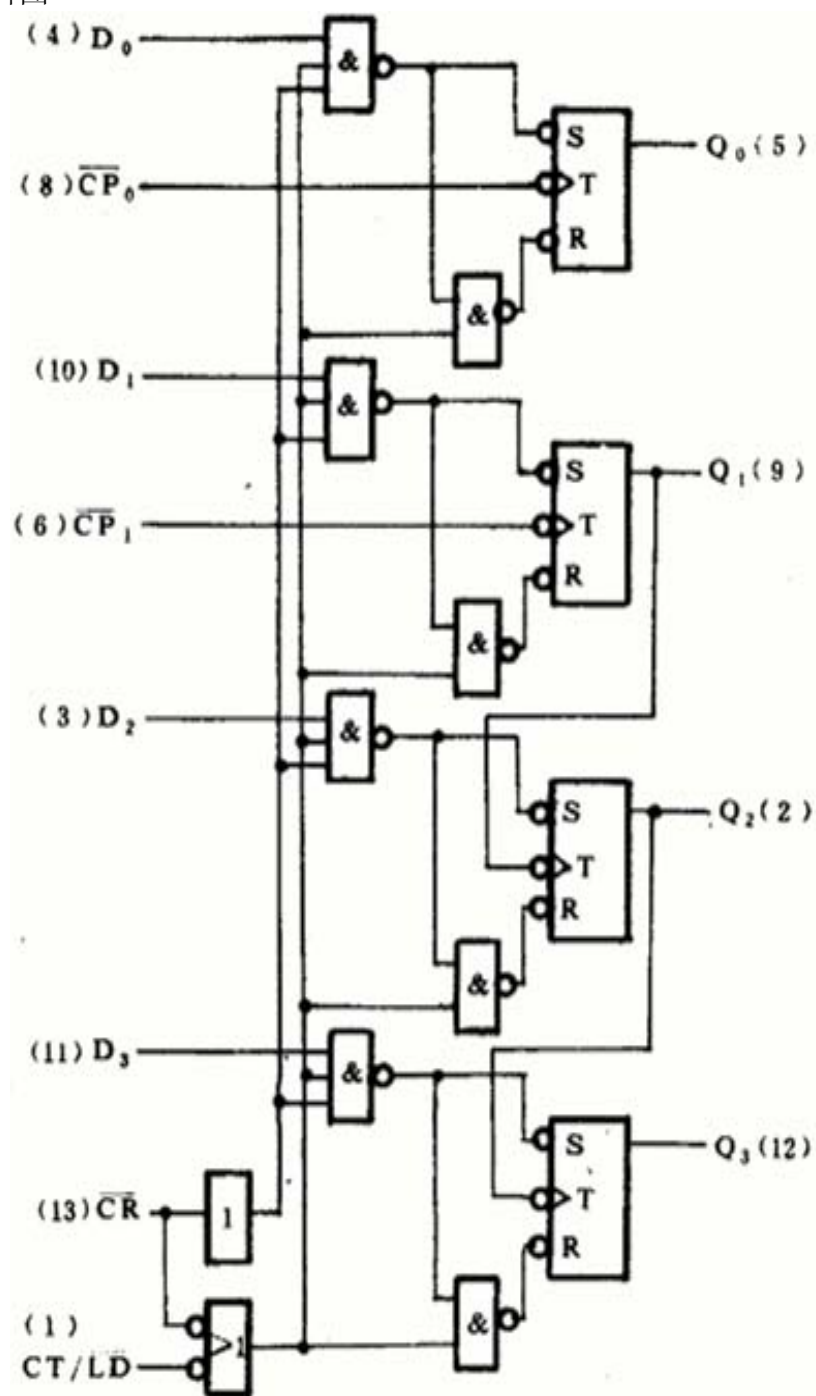 (4) D₀
&
S
Q₀(5)
(8) C̅P̅₀
T
R
&
(10) D₁
&
S
Q₁(9)
(6) C̅P̅₁
T
R
&
(3) D₂
&
S
Q₂(2)
T
R
&
(11) D₃
&
S
Q₃(12)
T
(13) C̅R̅
1
R
(1)
&
CT/L̅D̅
>1